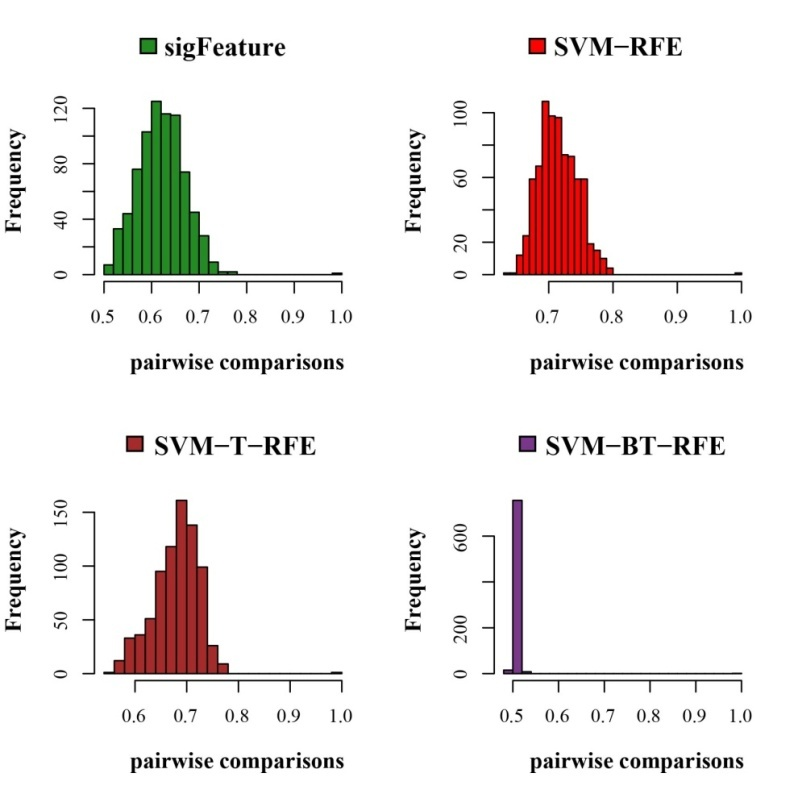 sigFeature
Frequency
0 40 80 120
0.5 0.6 0.7 0.8 0.9 1.0
pairwise comparisons
SVM−RFE
Frequency
0 20 60 100
0.7 0.8 0.9 1.0
pairwise comparisons
SVM−T−RFE
Frequency
0 50 100 150
0.6 0.7 0.8 0.9 1.0
pairwise comparisons
SVM−BT−RFE
Frequency
0 200 600
0.5 0.6 0.7 0.8 0.9 1.0
pairwise comparisons